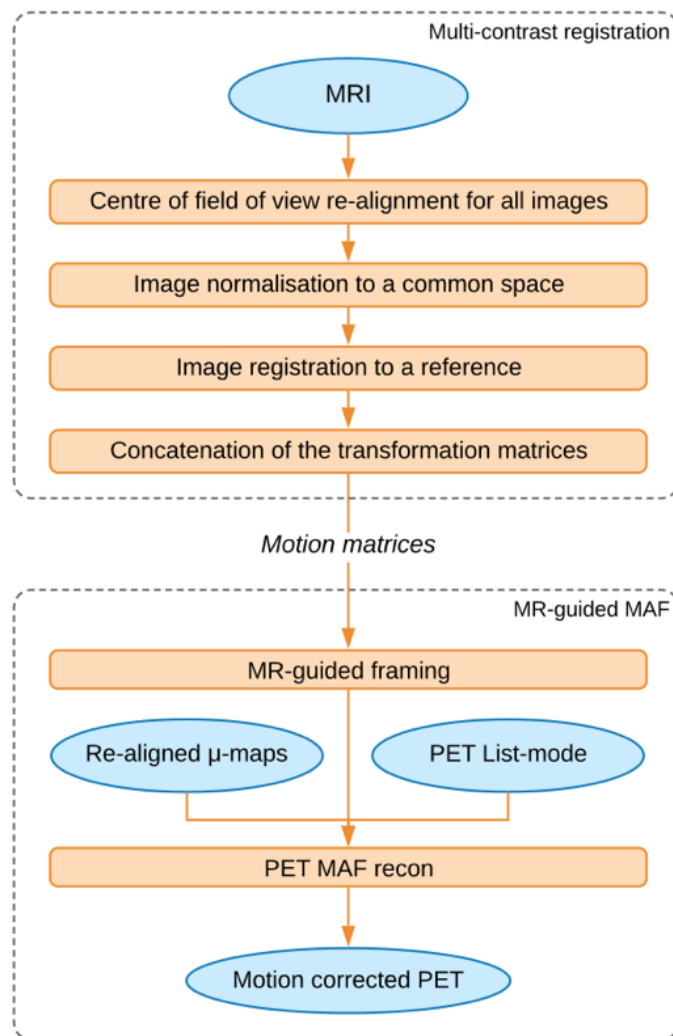 Multi-contrast registration
MRI
Centre of field of view re-alignment for all images
Image normalisation to a common space
Image registration to a reference
Concatenation of the transformation matrices
Motion matrices
MR-guided MAF
MR-guided framing
Re-aligned μ-maps
PET List-mode
PET MAF recon
Motion corrected PET